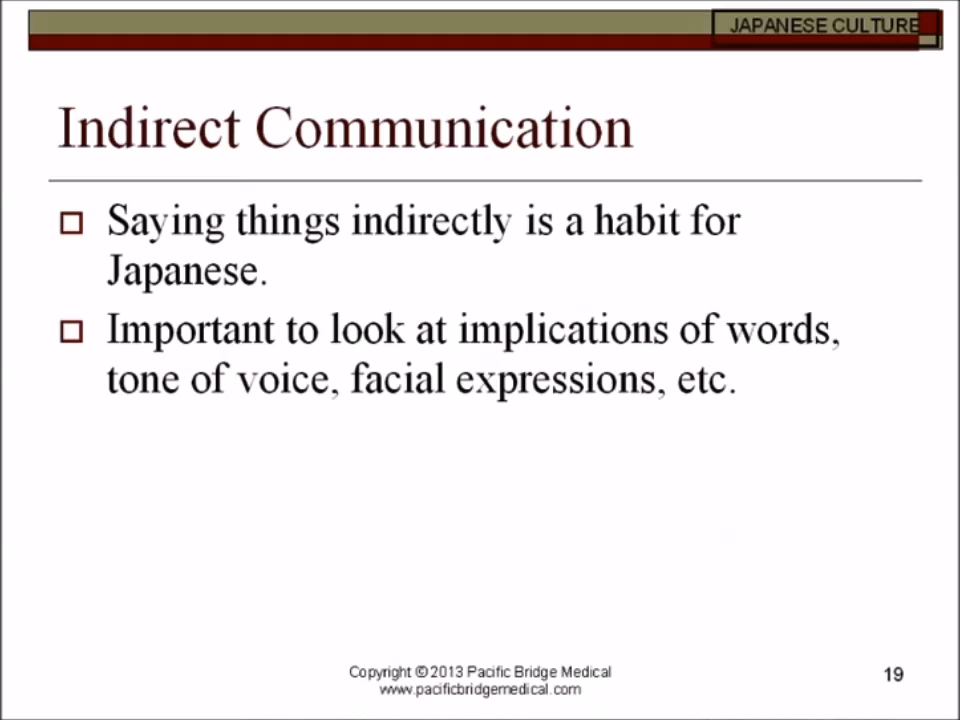 JAPANESE CULTURE
Indirect Communication
Saying things indirectly is a habit for
Japanese.
Important to look at implications of words,
tone of voice, facial expressions, etc.
Copyright © 2013 Pacific Bridge Medical
www.pacificbridgemedical.com
19